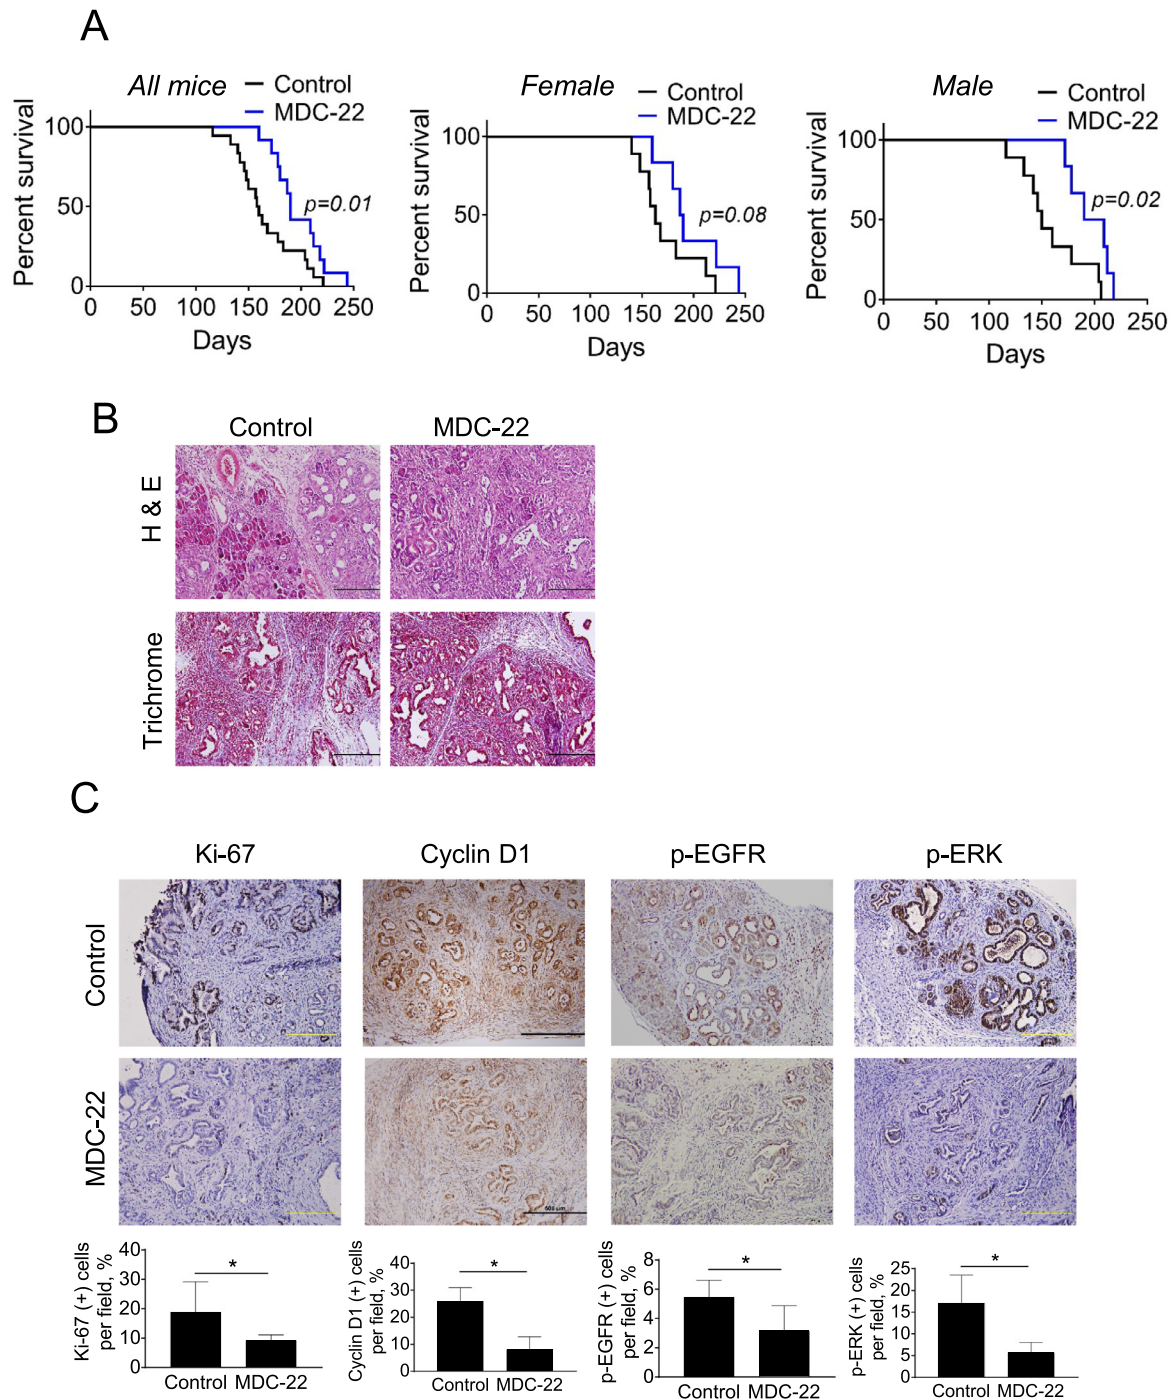 A
All mice
Control
MDC-22
Percent survival
100
50
0
p=0.01
0 50 100 150 200 250
Days
Female
Control
MDC-22
Percent survival
100
50
0
p=0.08
0 50 100 150 200 250
Days
Male
Control
MDC-22
Percent survival
100
50
0
p=0.02
0 50 100 150 200 250
Days
B
Control MDC-22
H & E
Trichrome
C
Ki-67 Cyclin D1 p-EGFR p-ERK
Control
MDC-22
500 µm
Ki-67 (+) cells
per field, %
40
30
20
10
0
*
Control MDC-22
Cyclin D1 (+) cells
per field, %
40
30
20
10
0
*
Control MDC-22
p-EGFR (+) cells
per field, %
8
6
4
2
0
*
Control MDC-22
p-ERK (+) cells
per field, %
25
20
15
10
5
0
*
Control MDC-22